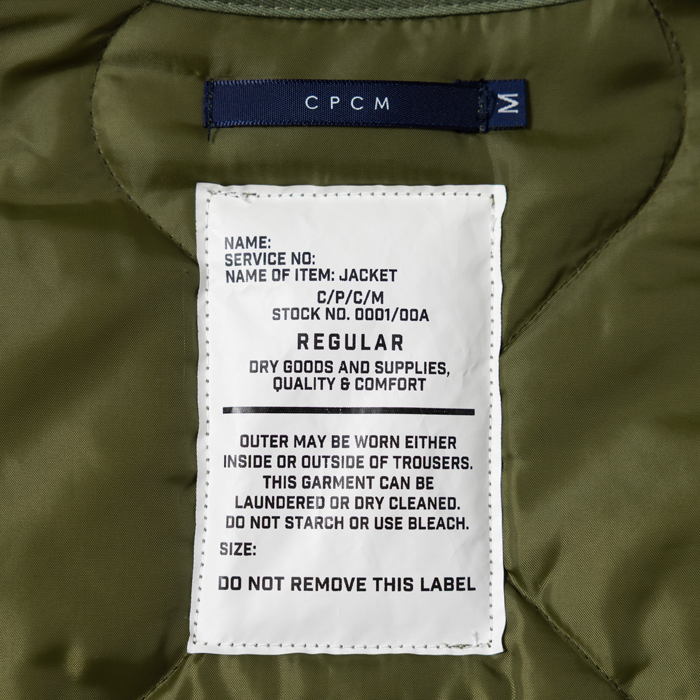 CPCM
M
NAME:
SERVICE NO:
NAME OF ITEM: JACKET
C/P/C/M
STOCK NO. 0001/00A
REGULAR
DRY GOODS AND SUPPLIES,
QUALITY & COMFORT
OUTER MAY BE WORN EITHER
INSIDE OR OUTSIDE OF TROUSERS.
THIS GARMENT CAN BE
LAUNDERED OR DRY CLEANED.
DO NOT STARCH OR USE BLEACH.
SIZE:
DO NOT REMOVE THIS LABEL